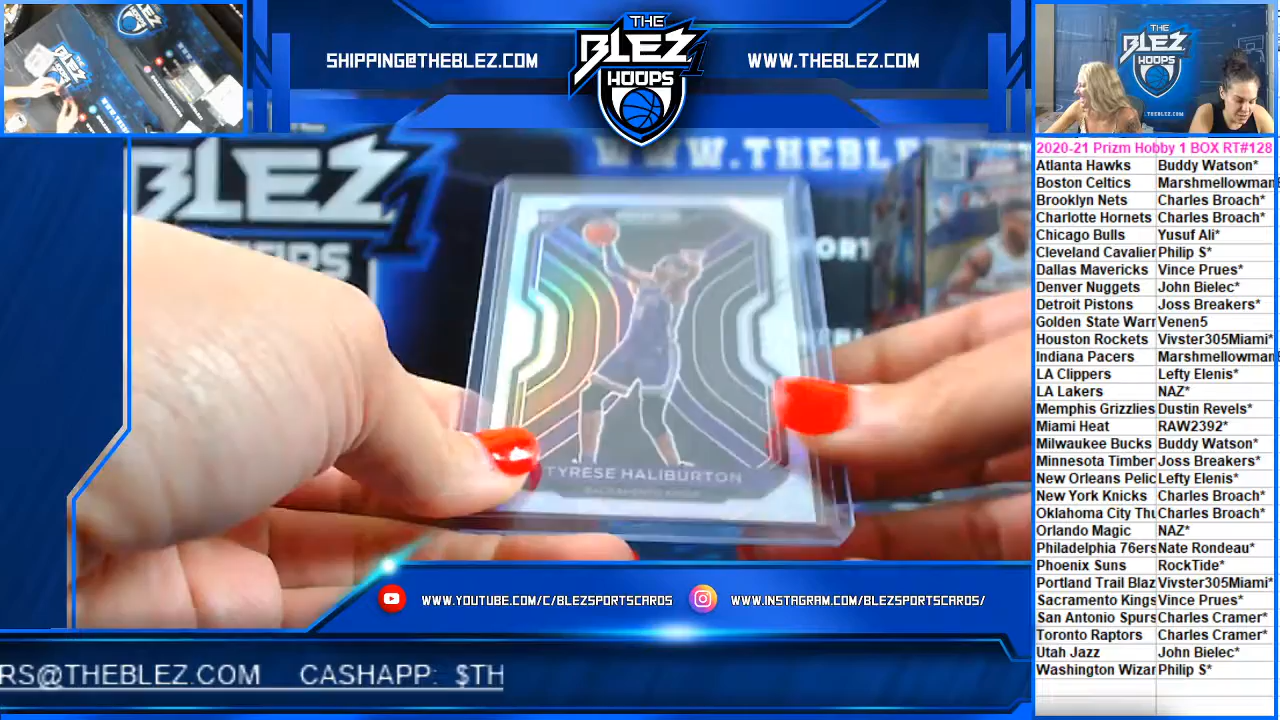 SHIPPING@THEBLEZ.COM
THE
BLEZ 1
HOOPS
WWW.THEBLEZ.COM
BLEZ 1
WWW.THEBLE
TYRESE HALIBURTON
THE
BLEZ 1
HOOPS
2020-21 Prizm Hobby 1 BOX RT#128
Atlanta Hawks Buddy Watson*
Boston Celtics Marshmellowman
Brooklyn Nets Charles Broach*
Charlotte Hornets Charles Broach*
Chicago Bulls Yusuf Ali*
Cleveland Cavalier Philip S*
Dallas Mavericks Vince Prues*
Denver Nuggets John Bielec*
Detroit Pistons Joss Breakers*
Golden State Warr Venen5
Houston Rockets Vivster305Miami*
Indiana Pacers Marshmellowman
LA Clippers Lefty Elenis*
LA Lakers NAZ*
Memphis Grizzlies Dustin Revels*
Miami Heat RAW2392*
Milwaukee Bucks Buddy Watson*
Minnesota Timber Joss Breakers*
New Orleans Pelic Lefty Elenis*
New York Knicks Charles Broach*
Oklahoma City Thu Charles Broach*
Orlando Magic NAZ*
Philadelphia 76ers Nate Rondeau*
Phoenix Suns RockTide*
Portland Trail Blaz Vivster305Miami*
Sacramento Kings Vince Prues*
San Antonio Spurs Charles Cramer*
Toronto Raptors Charles Cramer*
Utah Jazz John Bielec*
Washington Wizar Philip S*
WWW.YOUTUBE.COM/C/BLEZSPORTSCARDS
WWW.INSTAGRAM.COM/BLEZSPORTSCARDS/
RS@THEBLEZ.COM CASHAPP: $TH